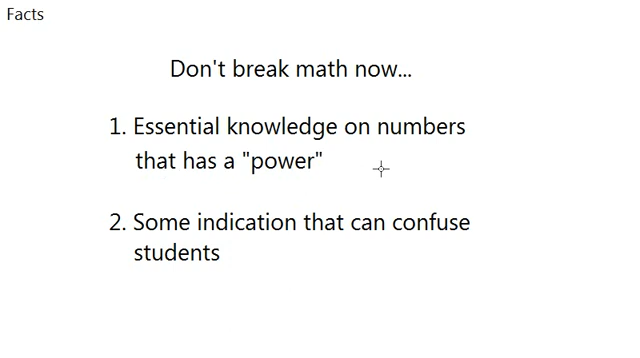 Facts
Don't break math now...
1. Essential knowledge on numbers
that has a "power"
2. Some indication that can confuse
students